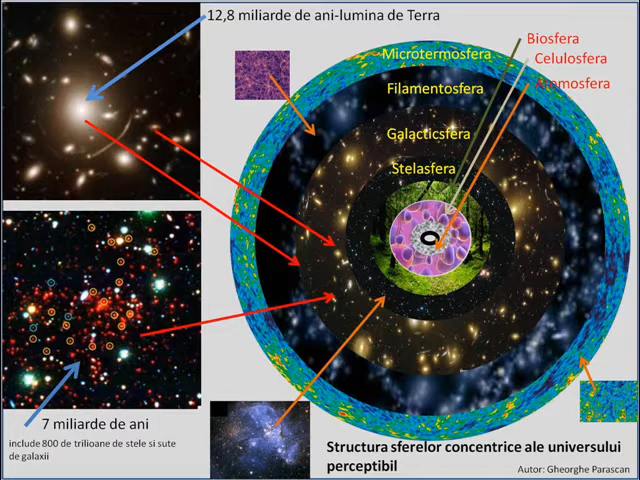 12,8 miliarde de ani-lumina de Terra
Biosfera
Microtermosfera
Celulosfera
Atomosfera
Filamentosfera
Galacticsfera
Stelasfera
7 miliarde de ani
include 800 de trilioane de stele si sute
de galaxii
Structura sferelor concentrice ale universului
perceptibil
Autor: Gheorghe Parascan